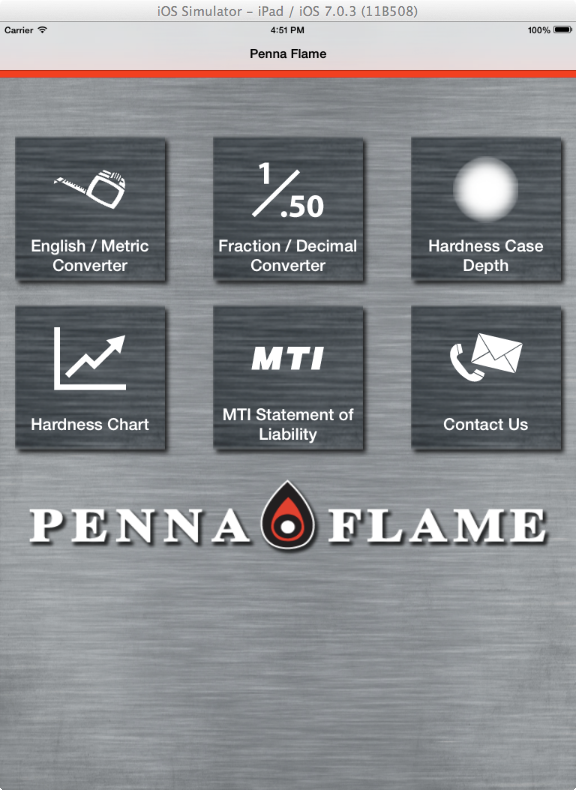 iOS Simulator – iPad / iOS 7.0.3 (11B508)
Carrier 4:51 PM 100%
Penna Flame
1/.50
English / Metric
Converter
Fraction / Decimal
Converter
Hardness Case
Depth
MTI
Hardness Chart
MTI Statement of
Liability
Contact Us
PENNA FLAME